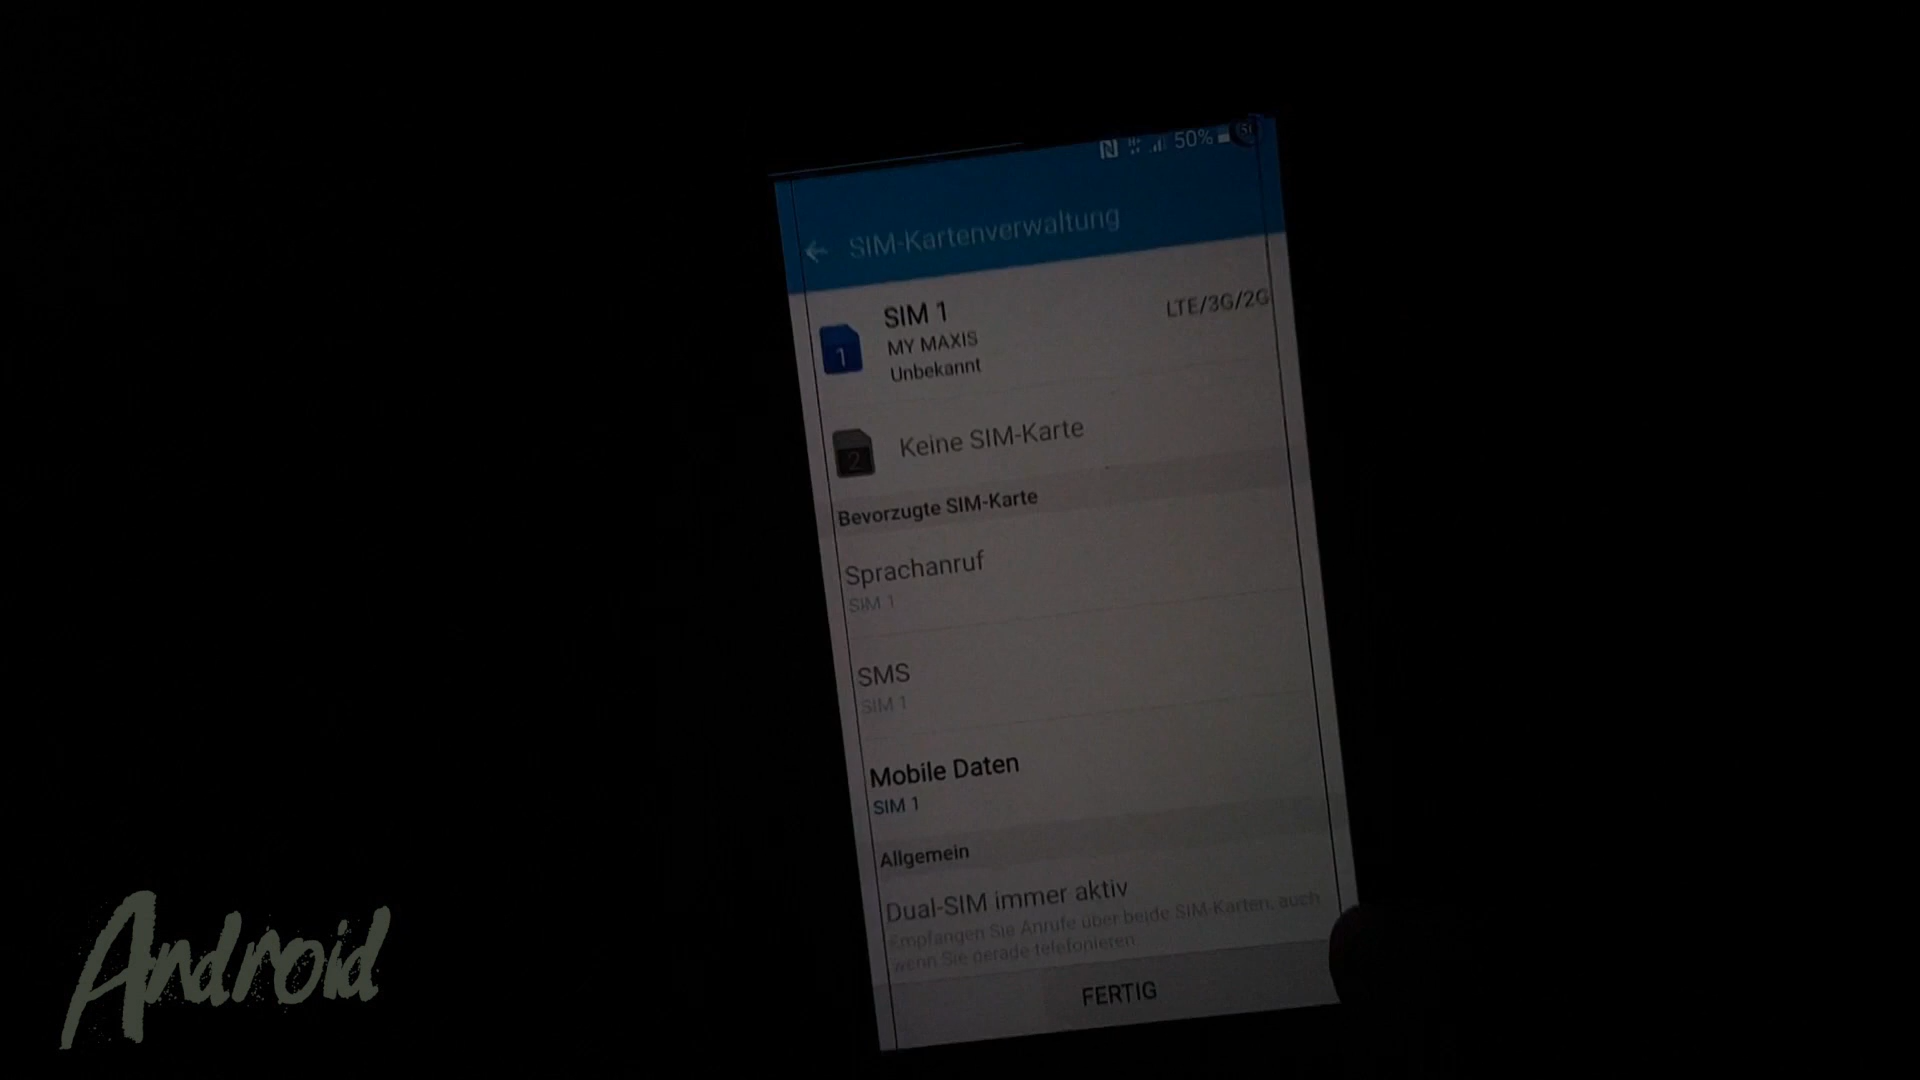 50%
SIM-Kartenverwaltung
SIM 1
LTE/3G/2G
MY MAXIS
Unbekannt
1
Keine SIM-Karte
2
Bevorzugte SIM-Karte
Sprachanruf
SIM 1
SMS
SIM 1
Mobile Daten
SIM 1
Allgemein
Dual-SIM immer aktiv
Empfangen Sie Anrufe über beide SIM-Karten, auch
wenn Sie gerade telefonieren
FERTIG
Android